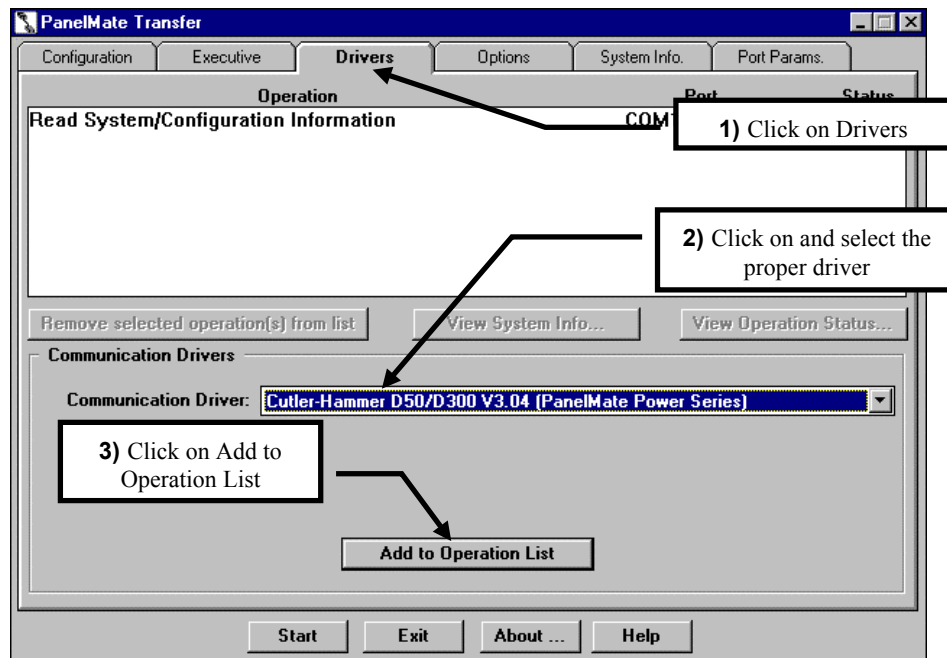 PanelMate Transfer
Configuration Executive Drivers Options System Info. Port Params.
Operation Port Status
Read System/Configuration Information COM1
1) Click on Drivers
2) Click on and select the
proper driver
Remove selected operation(s) from list View System Info... View Operation Status...
Communication Drivers
Communication Driver: Cutler-Hammer D50/D300 V3.04 (PanelMate Power Series)
3) Click on Add to
Operation List
Add to Operation List
Start Exit About ... Help